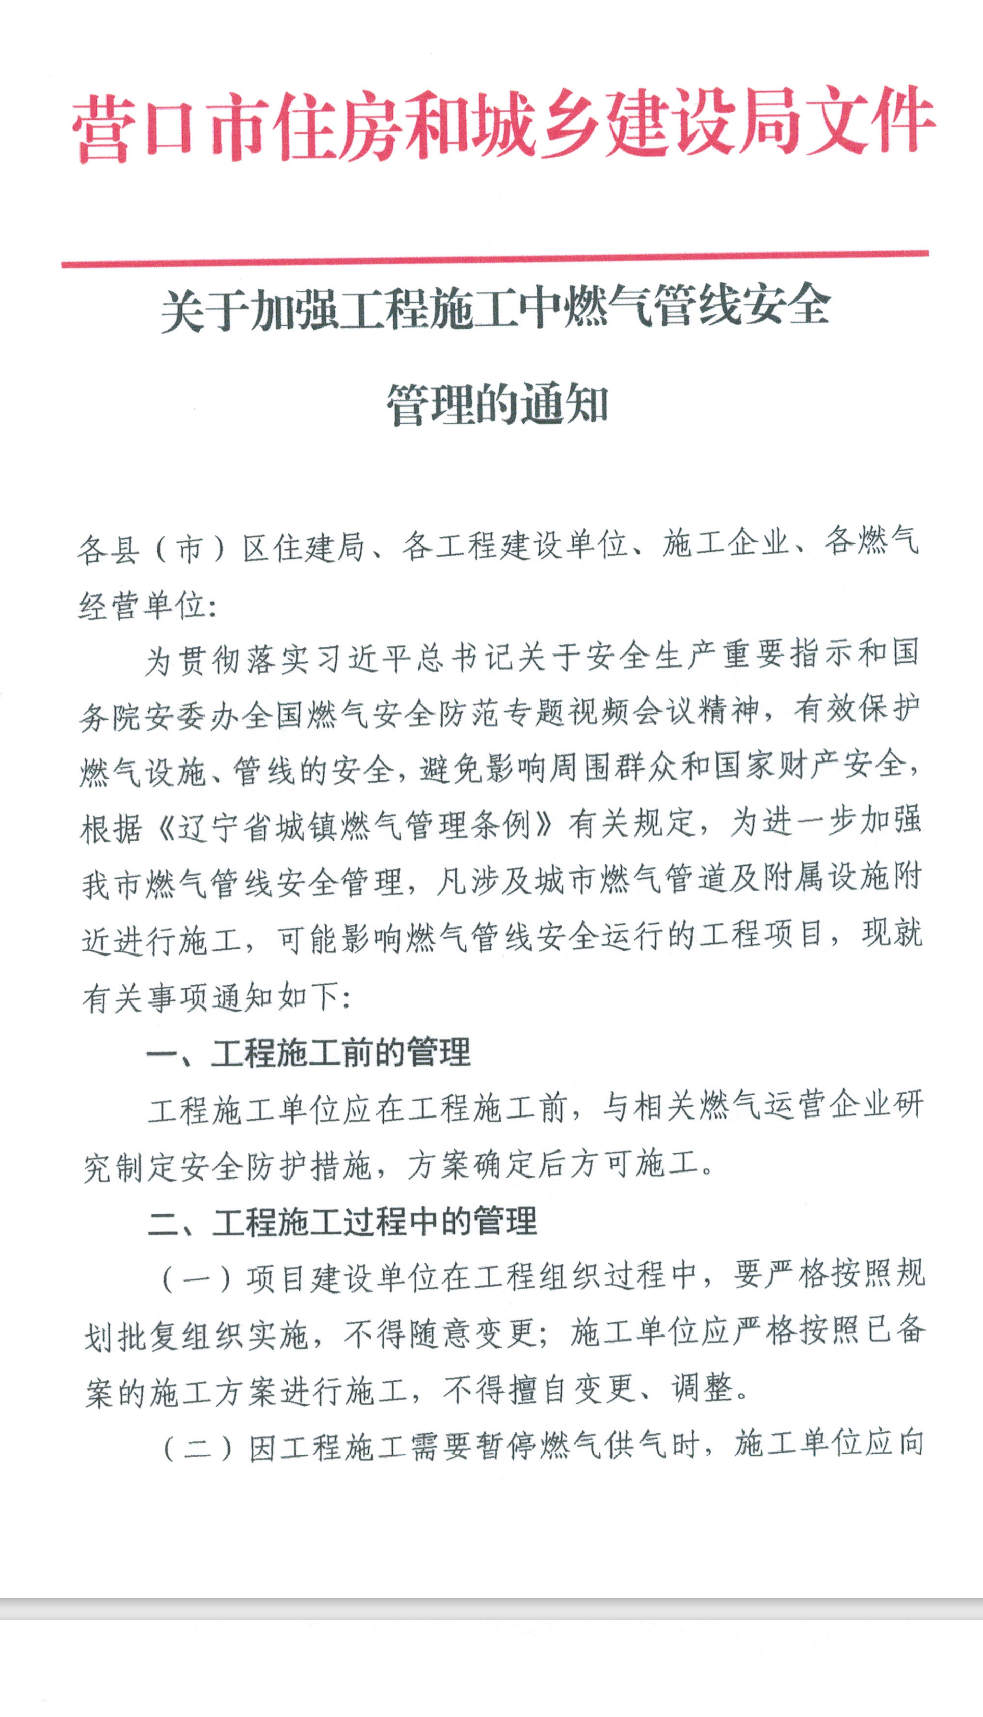 营口市住房和城乡建设局文件
关于加强工程施工中燃气管线安全
管理的通知
各县（市）区住建局、各工程建设单位、施工企业、各燃气
经营单位：
为贯彻落实习近平总书记关于安全生产重要指示和国
务院安委办全国燃气安全防范专题视频会议精神，有效保护
燃气设施、管线的安全，避免影响周围群众和国家财产安全，
根据《辽宁省城镇燃气管理条例》有关规定，为进一步加强
我市燃气管线安全管理，凡涉及城市燃气管道及附属设施附
近进行施工，可能影响燃气管线安全运行的工程项目，现就
有关事项通知如下：
一、工程施工前的管理
工程施工单位应在工程施工前，与相关燃气运营企业研
究制定安全防护措施，方案确定后方可施工。
二、工程施工过程中的管理
（一）项目建设单位在工程组织过程中，要严格按照规
划批复组织实施，不得随意变更；施工单位应严格按照已备
案的施工方案进行施工，不得擅自变更、调整。
（二）因工程施工需要暂停燃气供气时，施工单位应向